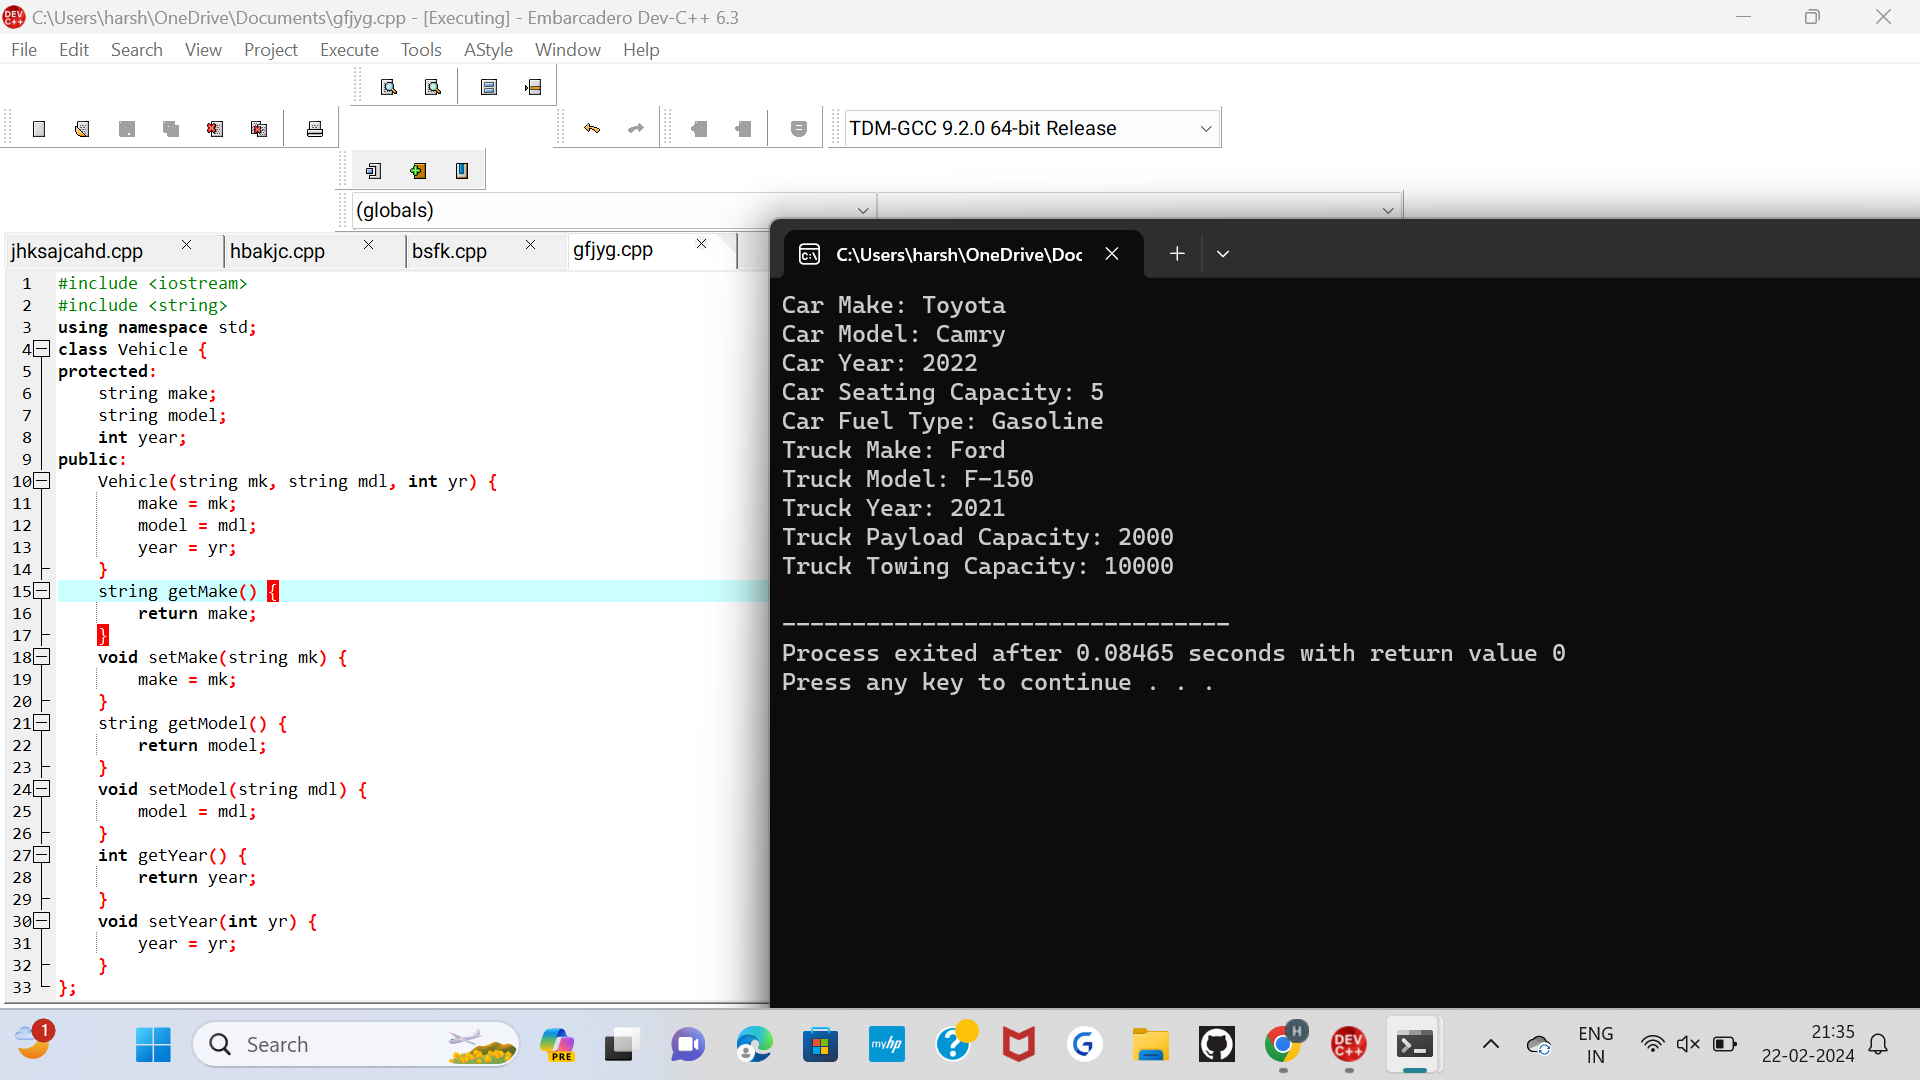 C:\Users\harsh\OneDrive\Documents\gfjyg.cpp - [Executing] - Embarcadero Dev-C++ 6.3
File Edit Search View Project Execute Tools AStyle Window Help
TDM-GCC 9.2.0 64-bit Release
(globals)
jhksajcahd.cpp hbakjc.cpp bsfk.cpp gfjyg.cpp
1 #include <iostream>
2 #include <string>
3 using namespace std;
4 class Vehicle {
5 protected:
6 string make;
7 string model;
8 int year;
9 public:
10 Vehicle(string mk, string mdl, int yr) {
11 make = mk;
12 model = mdl;
13 year = yr;
14 }
15 string getMake() {
16 return make;
17 }
18 void setMake(string mk) {
19 make = mk;
20 }
21 string getModel() {
22 return model;
23 }
24 void setModel(string mdl) {
25 model = mdl;
26 }
27 int getYear() {
28 return year;
29 }
30 void setYear(int yr) {
31 year = yr;
32 }
33 };
C:\Users\harsh\OneDrive\Doc
Car Make: Toyota
Car Model: Camry
Car Year: 2022
Car Seating Capacity: 5
Car Fuel Type: Gasoline
Truck Make: Ford
Truck Model: F-150
Truck Year: 2021
Truck Payload Capacity: 2000
Truck Towing Capacity: 10000
--------------------------------
Process exited after 0.08465 seconds with return value 0
Press any key to continue . . .
1
Search
PRE
myhp
G
H
DEV C++
ENG
IN
21:35
22-02-2024